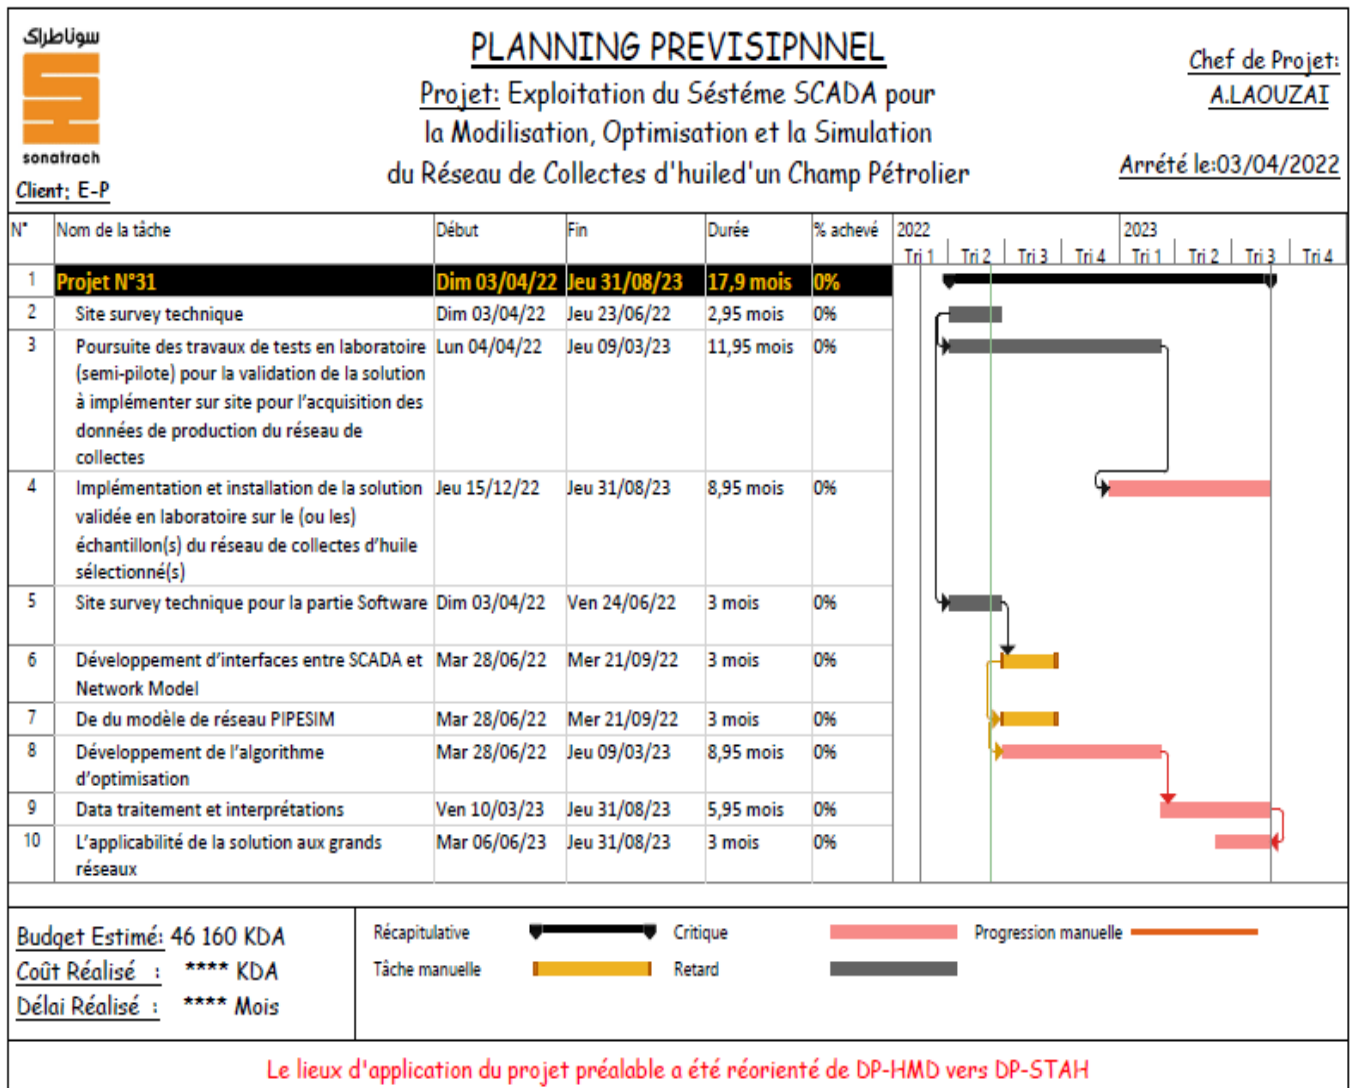 سوناطراك
sonatrach
Client: E-P
PLANNING PREVISIPNNEL
Projet: Exploitation du Séstéme SCADA pour
la Modilisation, Optimisation et la Simulation
du Réseau de Collectes d'huiled'un Champ Pétrolier
Chef de Projet:
A.LAOUZAI
Arrété le:03/04/2022
N° Nom de la tâche Début Fin Durée % achevé 2022 2023
Tri 1 Tri 2 Tri 3 Tri 4 Tri 1 Tri 2 Tri 3 Tri 4
1 Projet N°31 Dim 03/04/22 Jeu 31/08/23 17,9 mois 0%
2 Site survey technique Dim 03/04/22 Jeu 23/06/22 2,95 mois 0%
3 Poursuite des travaux de tests en laboratoire Lun 04/04/22 Jeu 09/03/23 11,95 mois 0%
(semi-pilote) pour la validation de la solution
à implémenter sur site pour l'acquisition des
données de production du réseau de
collectes
4 Implémentation et installation de la solution Jeu 15/12/22 Jeu 31/08/23 8,95 mois 0%
validée en laboratoire sur le (ou les)
échantillon(s) du réseau de collectes d'huile
sélectionné(s)
5 Site survey technique pour la partie Software Dim 03/04/22 Ven 24/06/22 3 mois 0%
6 Développement d'interfaces entre SCADA et Mar 28/06/22 Mer 21/09/22 3 mois 0%
Network Model
7 De du modèle de réseau PIPESIM Mar 28/06/22 Mer 21/09/22 3 mois 0%
8 Développement de l'algorithme Mar 28/06/22 Jeu 09/03/23 8,95 mois 0%
d'optimisation
9 Data traitement et interprétations Ven 10/03/23 Jeu 31/08/23 5,95 mois 0%
10 L'applicabilité de la solution aux grands Mar 06/06/23 Jeu 31/08/23 3 mois 0%
réseaux
Budget Estimé: 46 160 KDA
Coût Réalisé : **** KDA
Délai Réalisé : **** Mois
Récapitulative Critique Progression manuelle
Tâche manuelle Retard
Le lieux d'application du projet préalable a été réorienté de DP-HMD vers DP-STAH